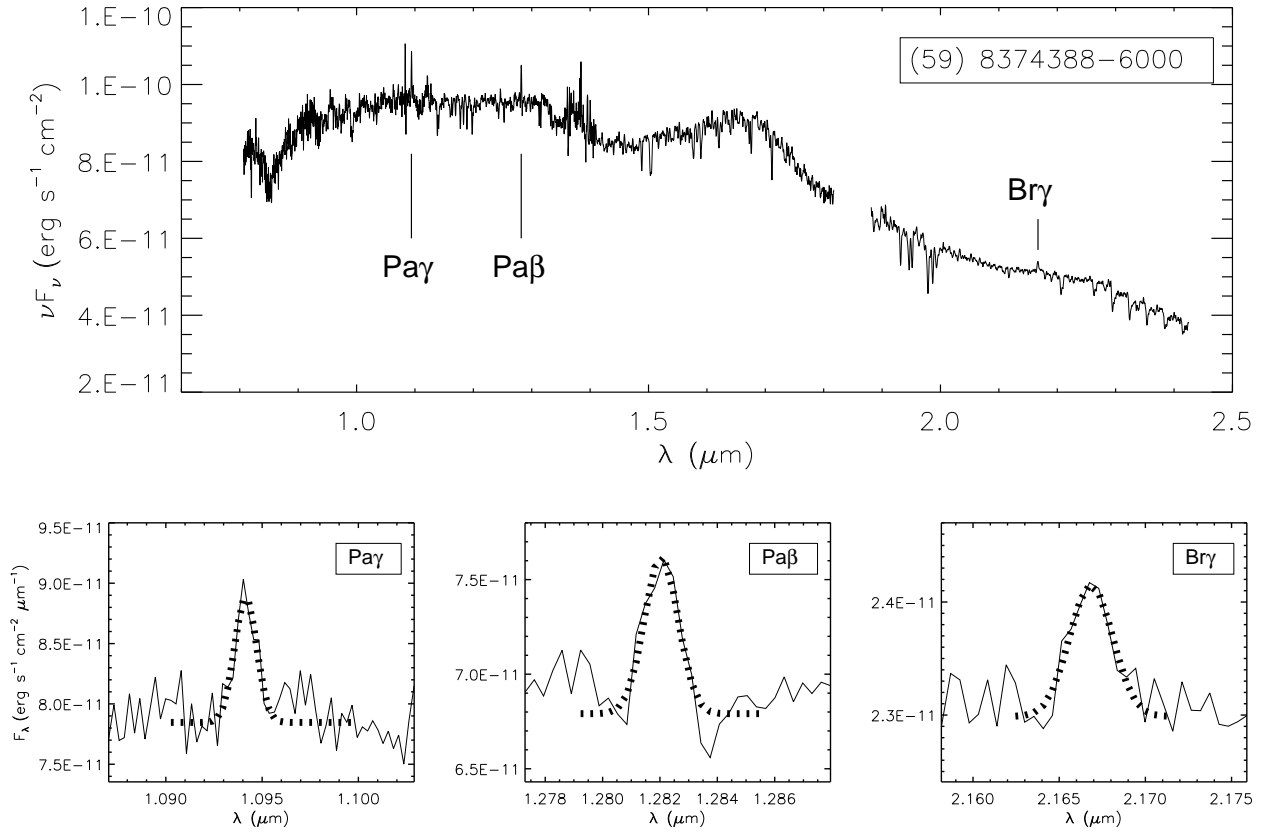 1.E−10
1.E−10
8.E−11
6.E−11
4.E−11
2.E−11
νFν (erg s⁻¹ cm⁻²)
(59) 8374388−6000
Paγ
Paβ
Brγ
1.0
1.5
2.0
2.5
λ (μm)
9.5E−11
9.0E−11
8.5E−11
8.0E−11
7.5E−11
Fλ (erg s⁻¹ cm⁻² μm⁻¹)
Paγ
1.090
1.095
1.100
λ (μm)
7.5E−11
7.0E−11
6.5E−11
Paβ
1.278
1.280
1.282
1.284
1.286
λ (μm)
2.4E−11
2.3E−11
Brγ
2.160
2.165
2.170
2.175
λ (μm)